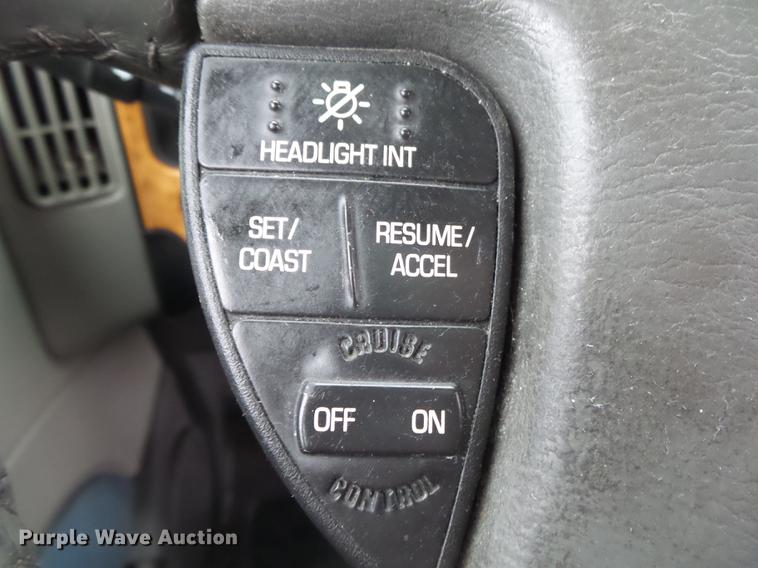 HEADLIGHT INT
SET/
COAST
RESUME/
ACCEL
CRUISE
OFF ON
CONTROL
Purple Wave Auction